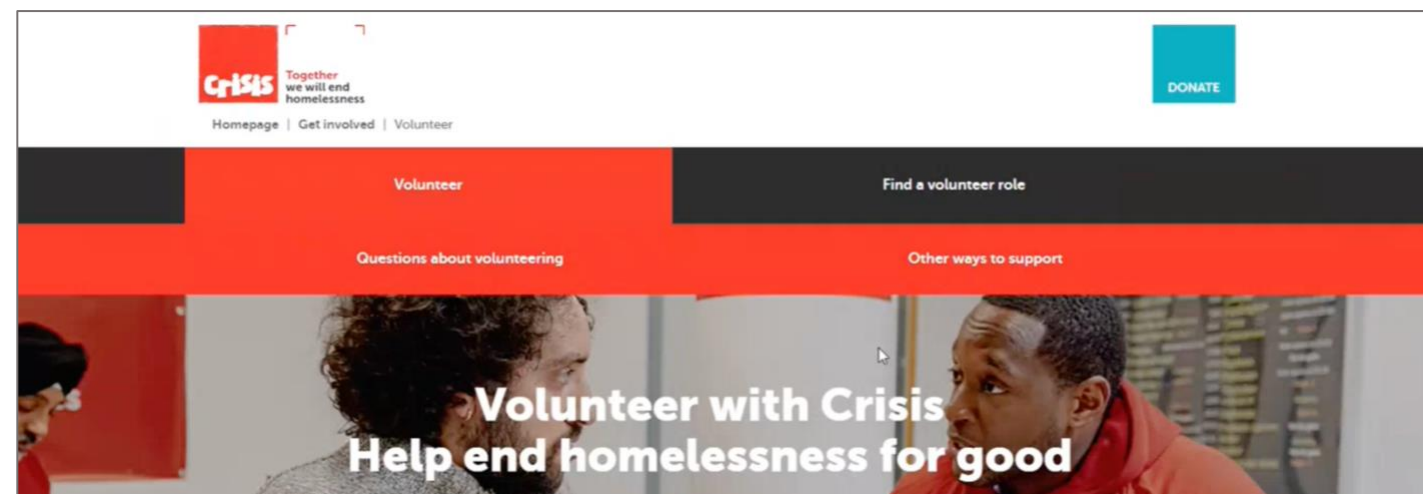 crisis
Together
we will end
homelessness
DONATE
Homepage | Get involved | Volunteer
Volunteer
Find a volunteer role
Questions about volunteering
Other ways to support
Volunteer with Crisis
Help end homelessness for good